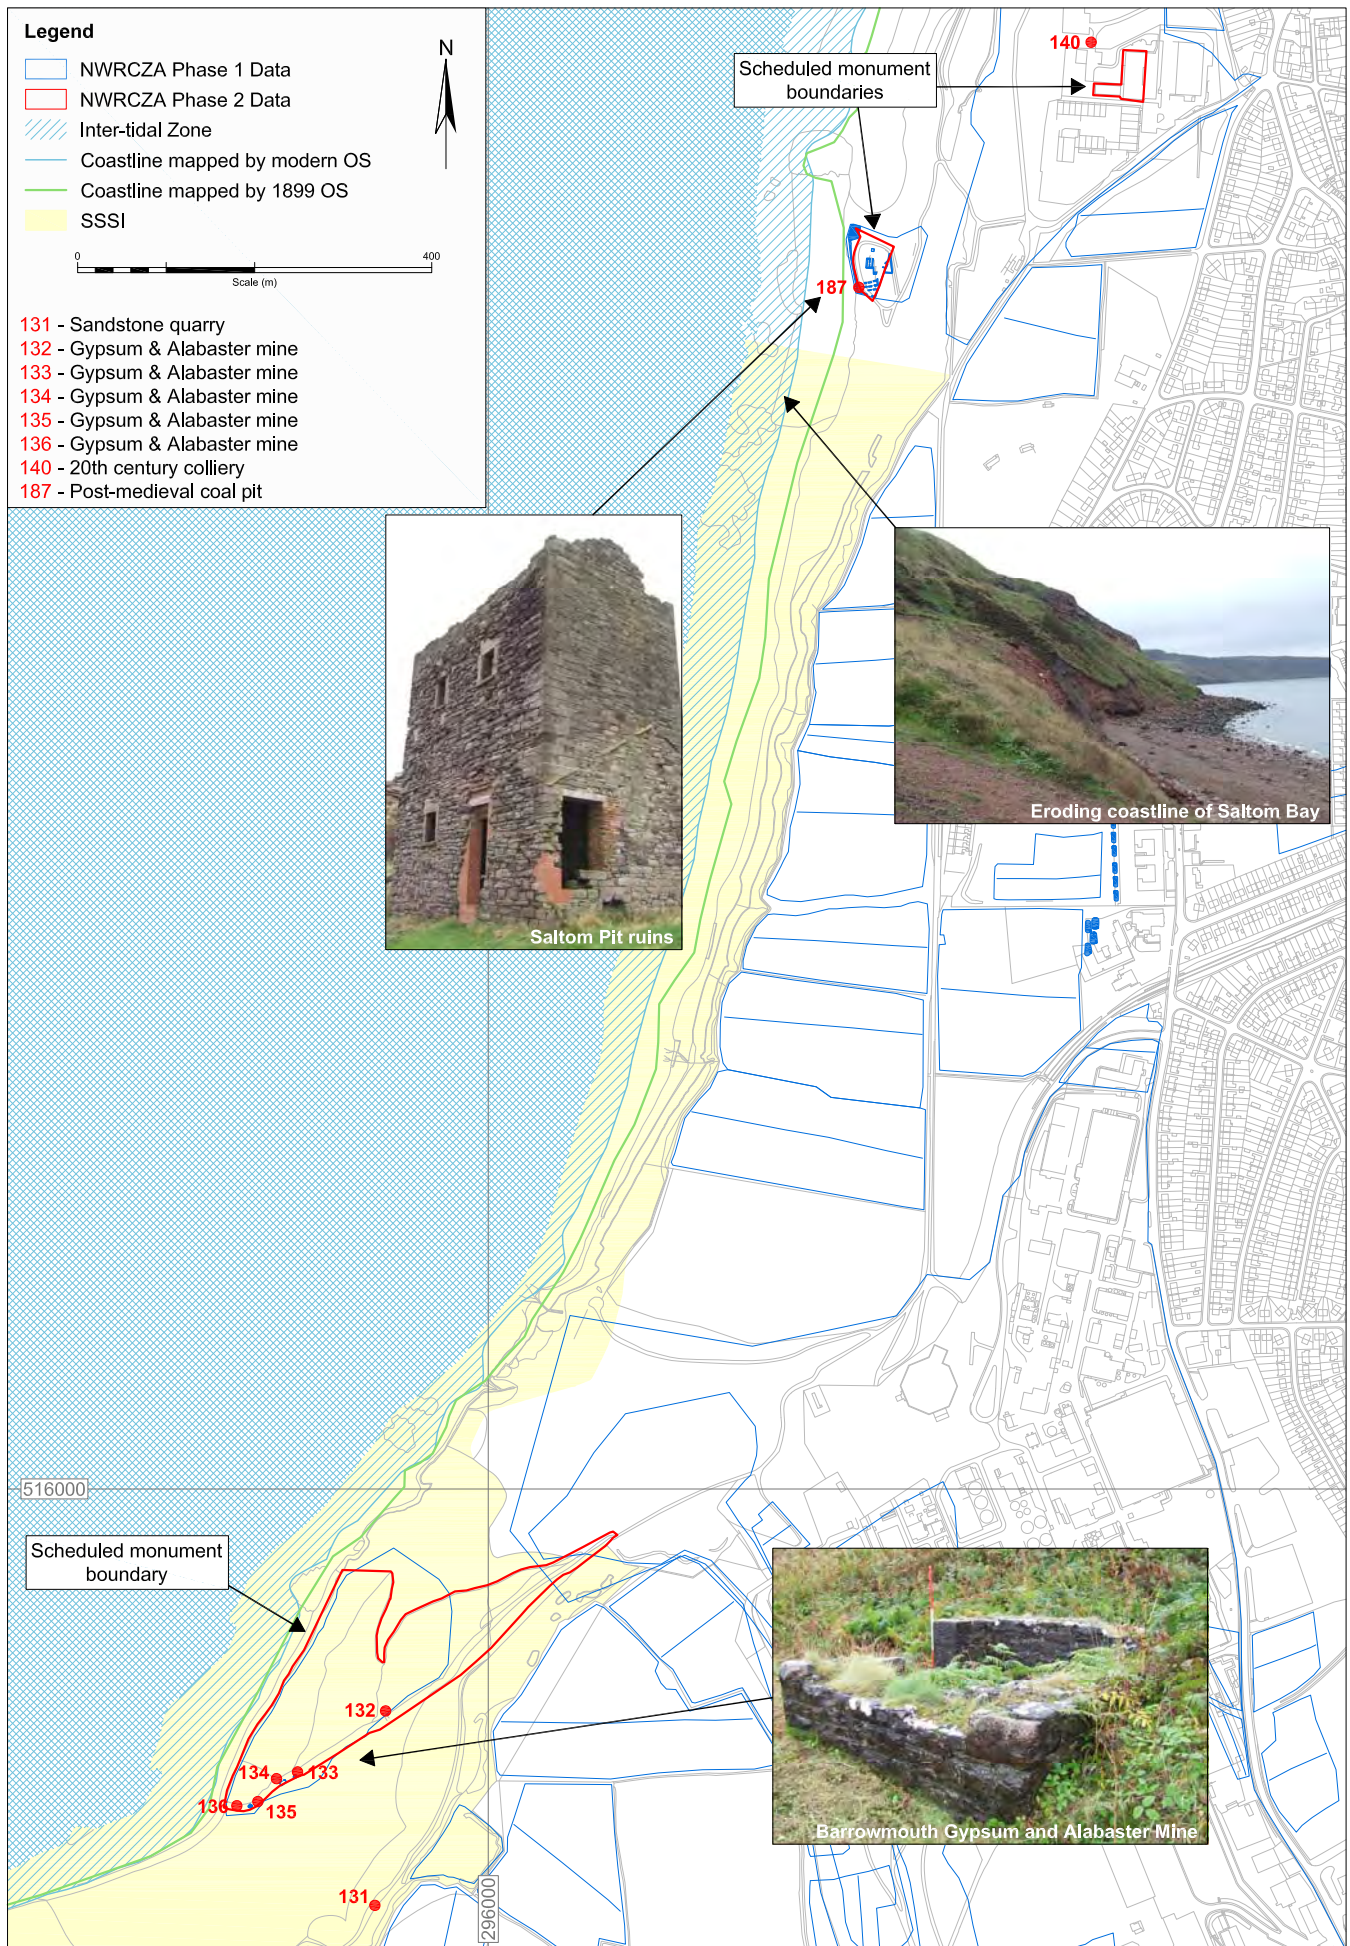 Legend
NWRCZA Phase 1 Data
NWRCZA Phase 2 Data
Inter-tidal Zone
Coastline mapped by modern OS
Coastline mapped by 1899 OS
SSSI
N
0 400
Scale (m)
131 - Sandstone quarry
132 - Gypsum & Alabaster mine
133 - Gypsum & Alabaster mine
134 - Gypsum & Alabaster mine
135 - Gypsum & Alabaster mine
136 - Gypsum & Alabaster mine
140 - 20th century colliery
187 - Post-medieval coal pit
140
Scheduled monument
boundaries
187
Eroding coastline of Saltom Bay
Saltom Pit ruins
516000
Scheduled monument
boundary
132
134
133
136
135
Barrowmouth Gypsum and Alabaster Mine
131
296000